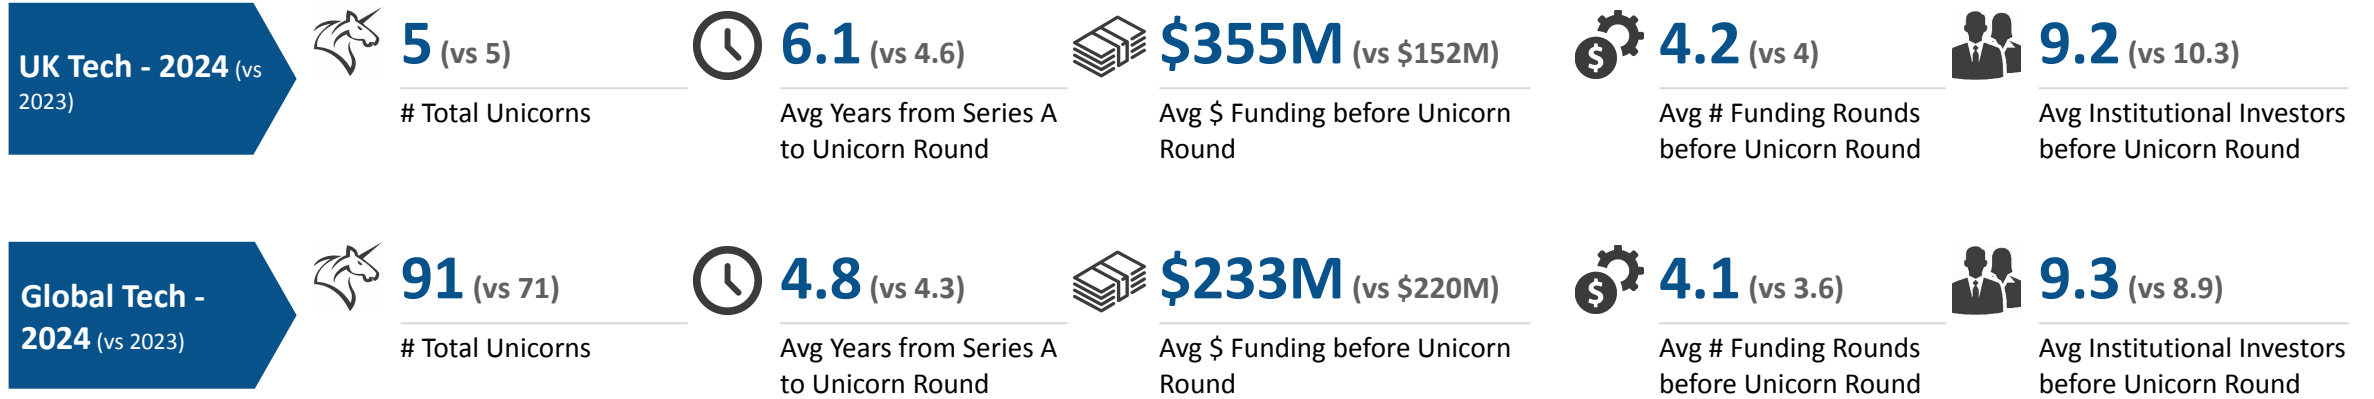 UK Tech - 2024 (vs
2023)
5 (vs 5)
# Total Unicorns
6.1 (vs 4.6)
Avg Years from Series A
to Unicorn Round
$355M (vs $152M)
Avg $ Funding before Unicorn
Round
$
4.2 (vs 4)
Avg # Funding Rounds
before Unicorn Round
9.2 (vs 10.3)
Avg Institutional Investors
before Unicorn Round
Global Tech -
2024 (vs 2023)
91 (vs 71)
# Total Unicorns
4.8 (vs 4.3)
Avg Years from Series A
to Unicorn Round
$233M (vs $220M)
Avg $ Funding before Unicorn
Round
$
4.1 (vs 3.6)
Avg # Funding Rounds
before Unicorn Round
9.3 (vs 8.9)
Avg Institutional Investors
before Unicorn Round